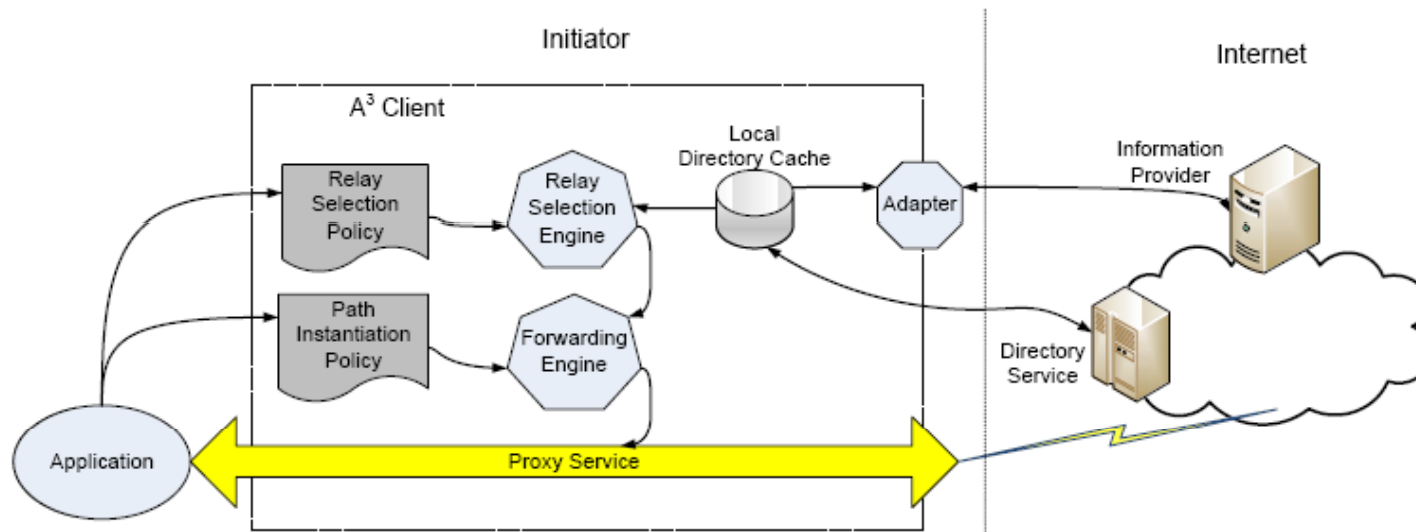 Initiator
Internet
A³ Client
Local
Directory Cache
Information
Provider
Relay
Selection
Policy
Relay
Selection
Engine
Adapter
Path
Instantiation
Policy
Forwarding
Engine
Directory
Service
Application
Proxy Service